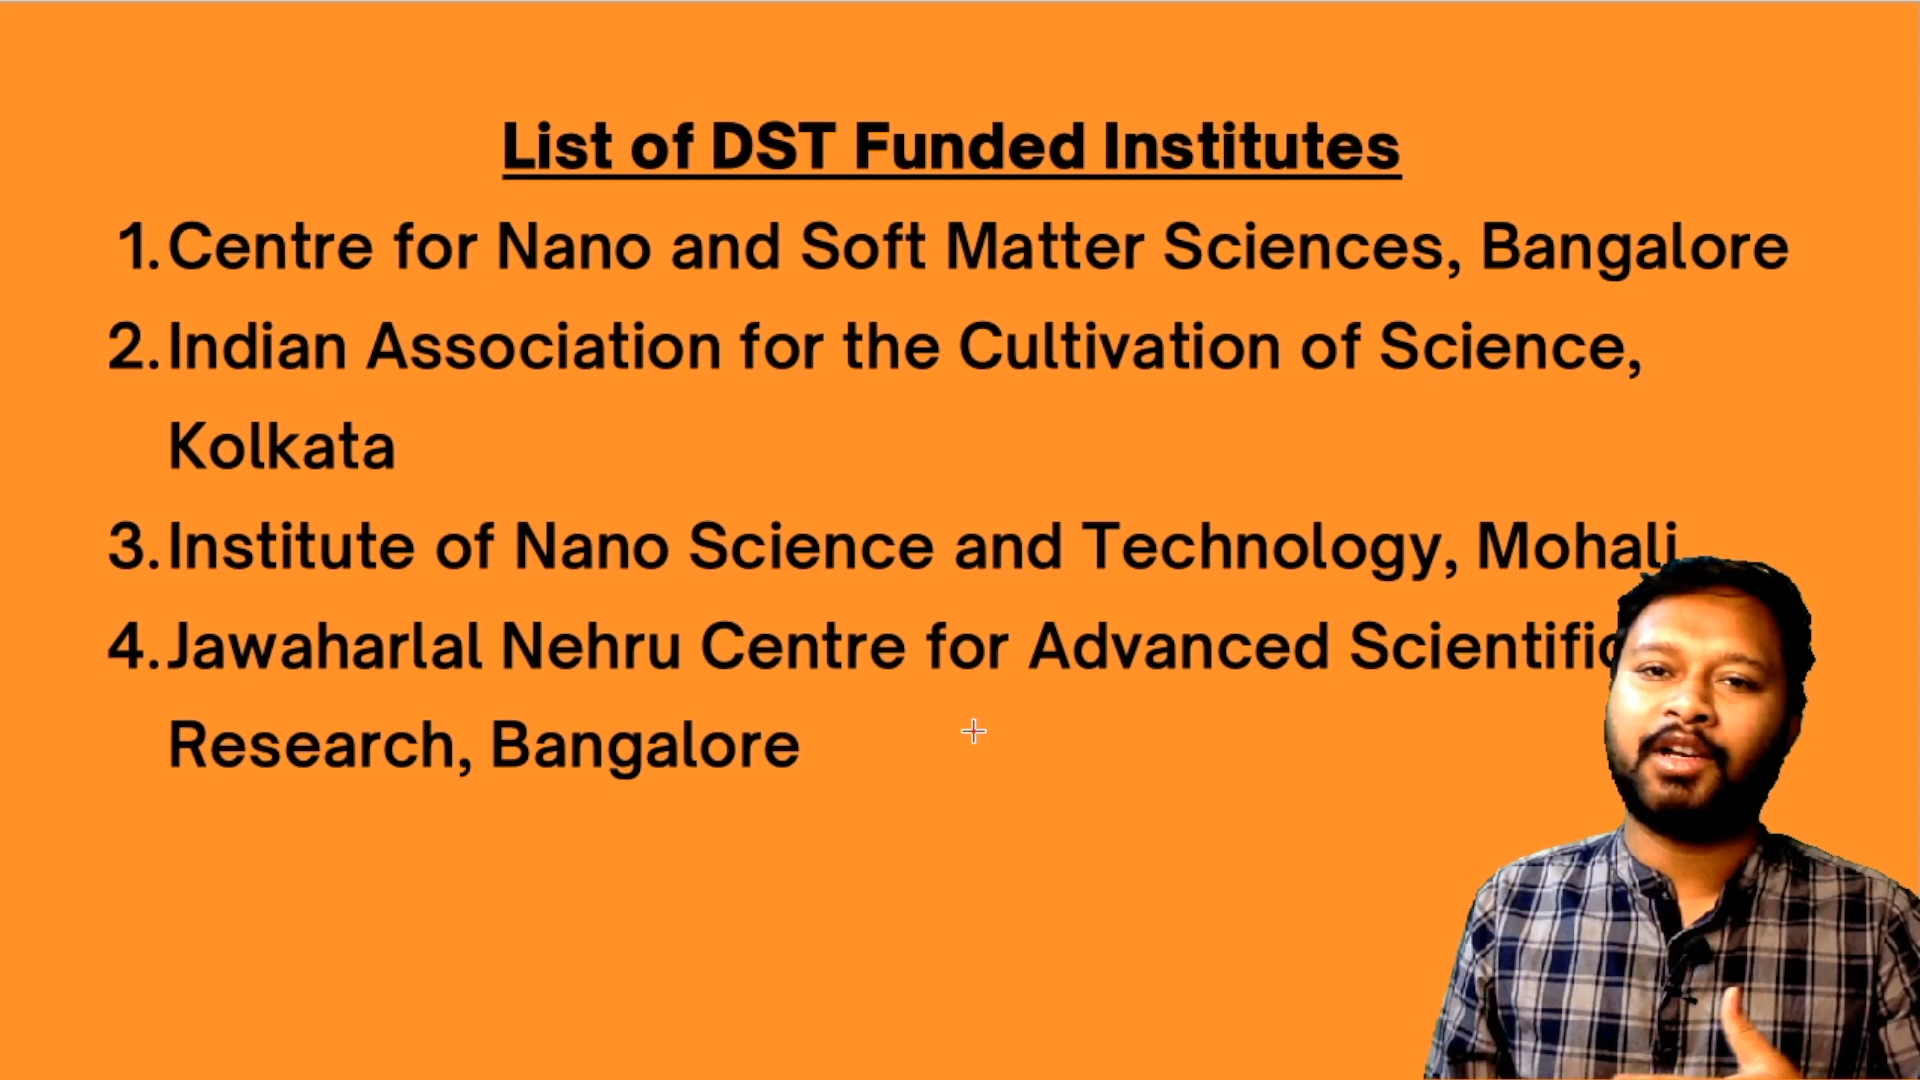 List of DST Funded Institutes
1. Centre for Nano and Soft Matter Sciences, Bangalore
2. Indian Association for the Cultivation of Science,
Kolkata
3. Institute of Nano Science and Technology, Mohali
4. Jawaharlal Nehru Centre for Advanced Scientific
Research, Bangalore